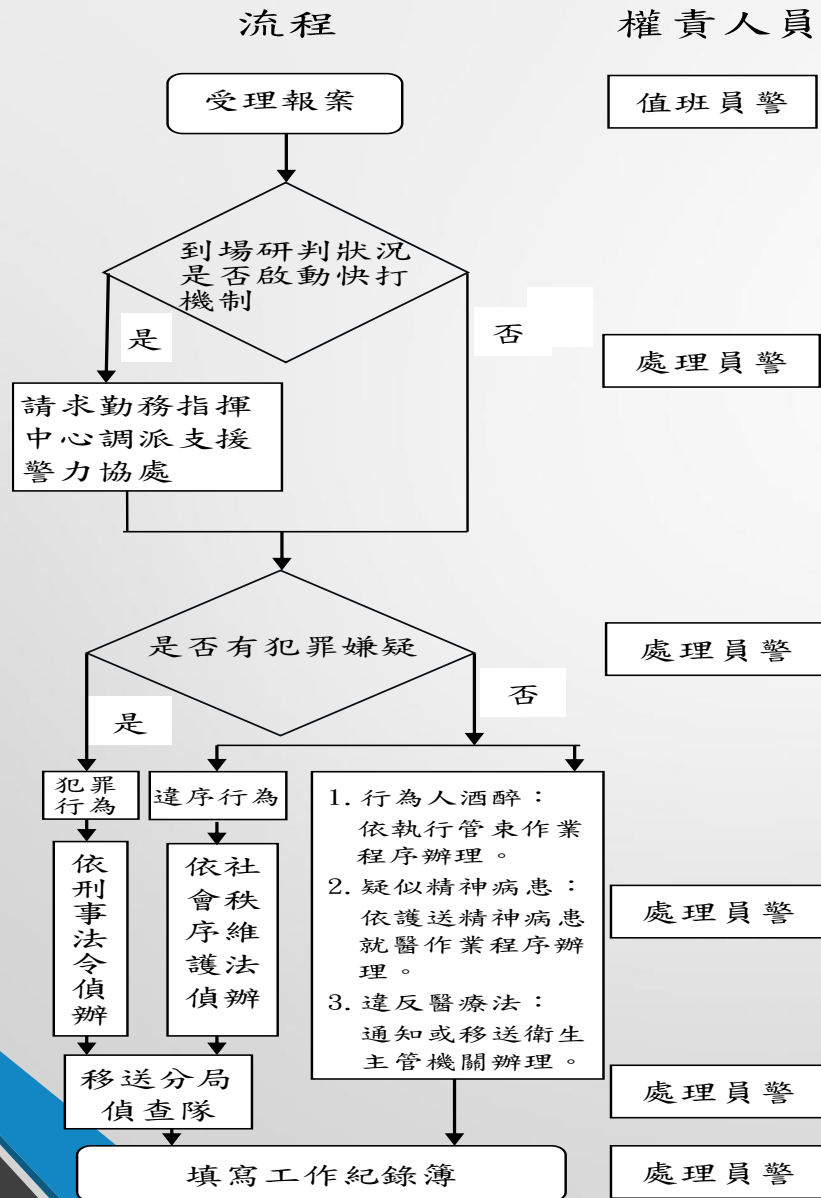 流程
權責人員
受理報案
值班員警
到場研判狀況
是否啟動快打
機制
是
否
處理員警
請求勤務指揮
中心調派支援
警力協處
是否有犯罪嫌疑
處理員警
是
否
犯罪
行為
違序行為
依刑事法令偵辦
依社
會秩
序維
護法
偵辦
1. 行為人酒醉：
依執行管束作業
程序辦理。
2. 疑似精神病患：
依護送精神病患
就醫作業程序辦
理。
3. 違反醫療法：
通知或移送衛生
主管機關辦理。
處理員警
移送分局
偵查隊
處理員警
填寫工作紀錄簿
處理員警